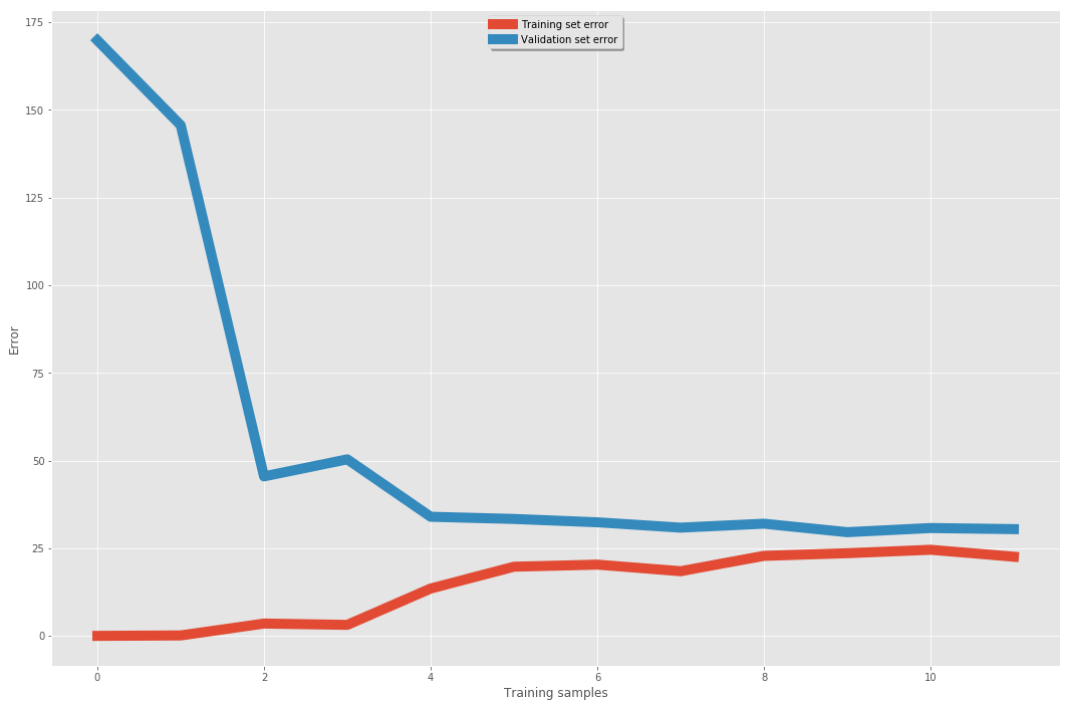 Training set error
Validation set error
175
150
125
100
75
50
25
0
Error
0 2 4 6 8 10
Training samples